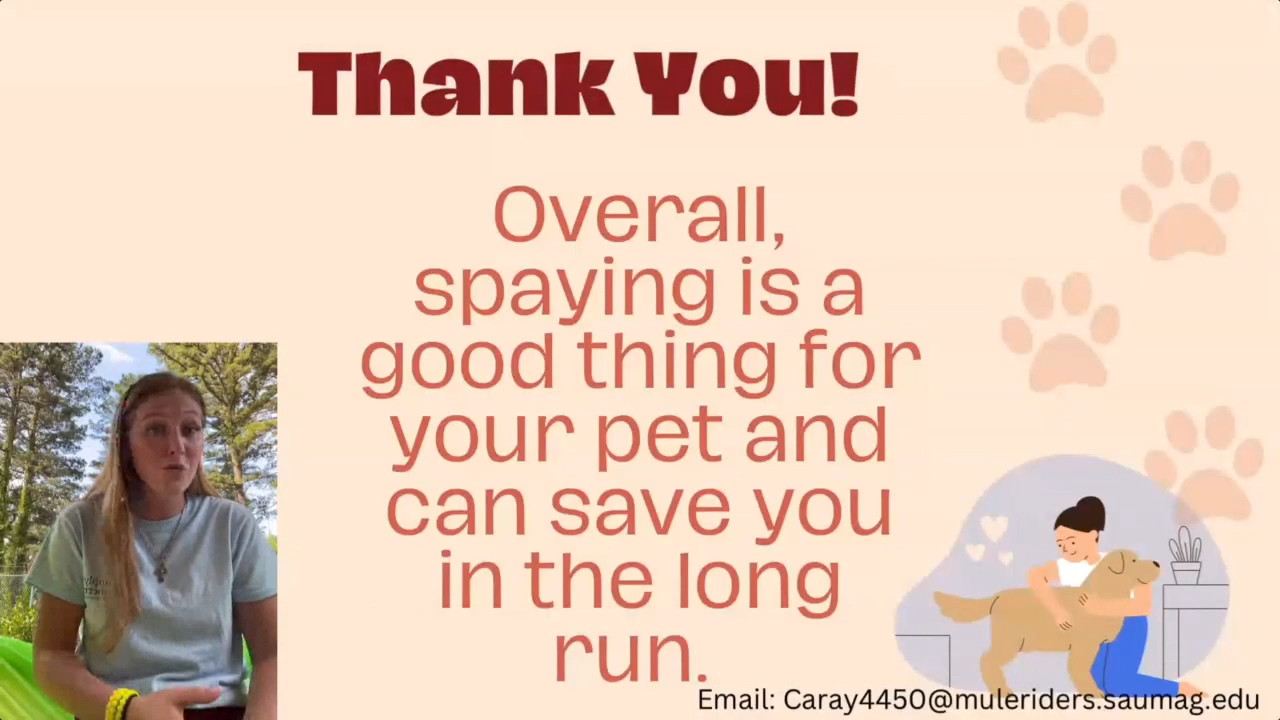 Thank You!
Overall,
spaying is a
good thing for
your pet and
can save you
in the long
run.
Email: Caray4450@muleriders.saumag.edu